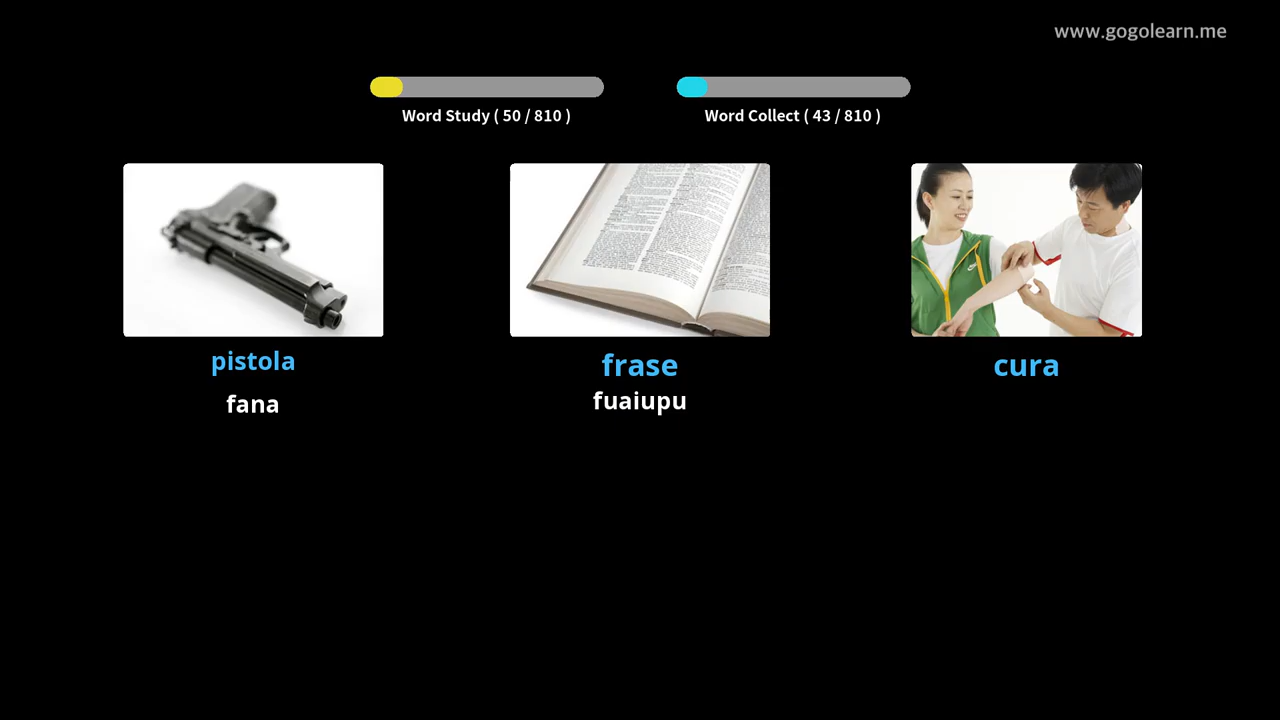 www.gogolearn.me
Word Study ( 50 / 810 )
Word Collect ( 43 / 810 )
pistola
fana
frase
fuaiupu
cura